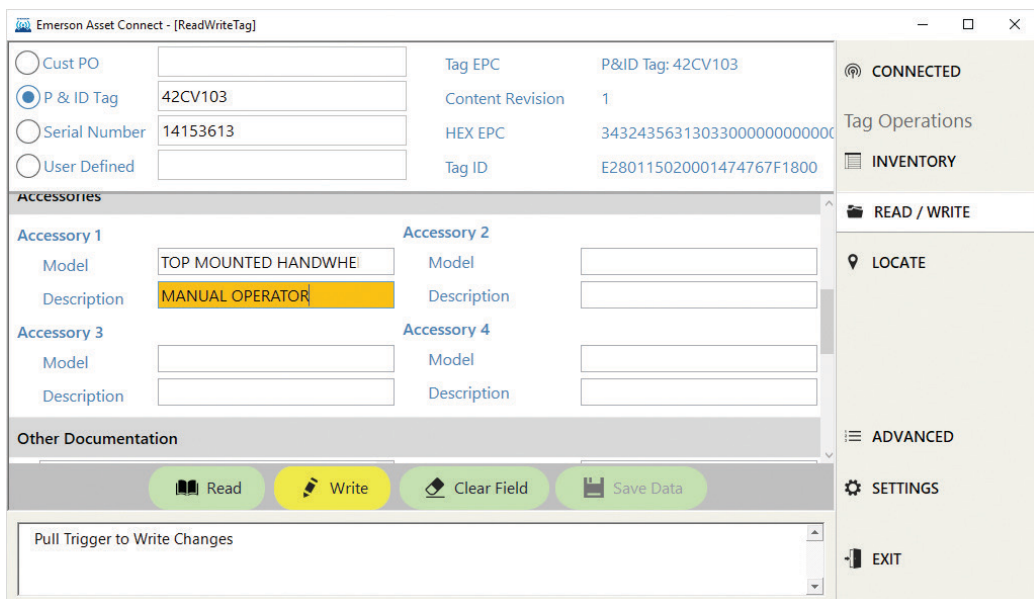 Emerson Asset Connect - [ReadWriteTag]
Cust PO
P & ID Tag 42CV103
Serial Number 14153613
User Defined
Tag EPC P&ID Tag: 42CV103
Content Revision 1
HEX EPC 34324356313033000000000000
Tag ID E280115020001474767F1800
Accessories
Accessory 1
Model TOP MOUNTED HANDWHE
Description MANUAL OPERATOR
Accessory 2
Model
Description
Accessory 3
Model
Description
Accessory 4
Model
Description
Other Documentation
Read Write Clear Field Save Data
Pull Trigger to Write Changes
CONNECTED
Tag Operations
INVENTORY
READ / WRITE
LOCATE
ADVANCED
SETTINGS
EXIT